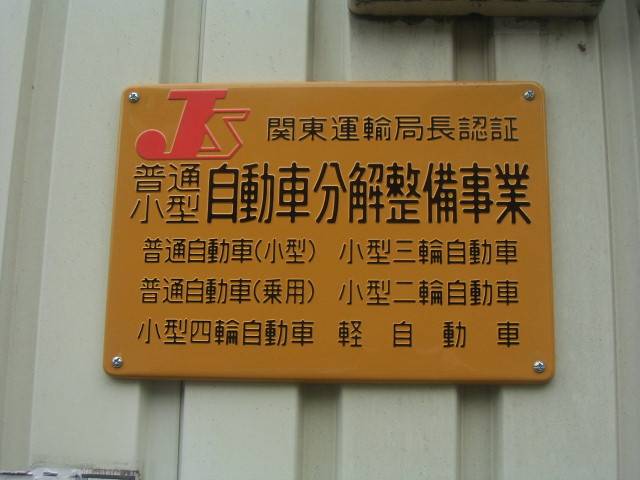 JS 関東運輸局長認証
普通
小型 自動車分解整備事業
普通自動車(小型) 小型三輪自動車
普通自動車(乗用) 小型二輪自動車
小型四輪自動車 軽自動車